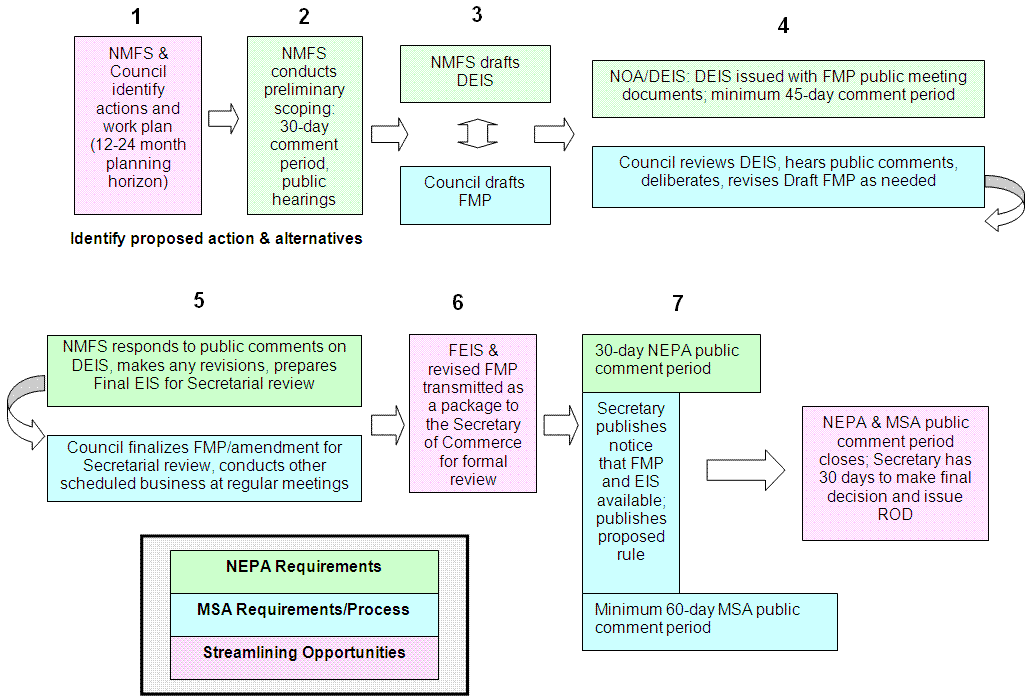 1
NMFS &
Council
identify
actions and
work plan
(12-24 month
planning
horizon)
2
NMFS
conducts
preliminary
scoping:
30-day
comment
period,
public
hearings
Identify proposed action & alternatives
3
NMFS drafts
DEIS
Council drafts
FMP
4
NOA/DEIS: DEIS issued with FMP public meeting
documents; minimum 45-day comment period
Council reviews DEIS, hears public comments,
deliberates, revises Draft FMP as needed
5
NMFS responds to public comments on
DEIS, makes any revisions, prepares
Final EIS for Secretarial review
Council finalizes FMP/amendment for
Secretarial review, conducts other
scheduled business at regular meetings
6
FEIS &
revised FMP
transmitted as
a package to
the Secretary
of Commerce
for formal
review
7
30-day NEPA public
comment period
Secretary
publishes
notice
that FMP
and EIS
available;
publishes
proposed
rule
Minimum 60-day MSA public
comment period
NEPA & MSA public
comment period
closes; Secretary has
30 days to make final
decision and issue
ROD
NEPA Requirements
MSA Requirements/Process
Streamlining Opportunities